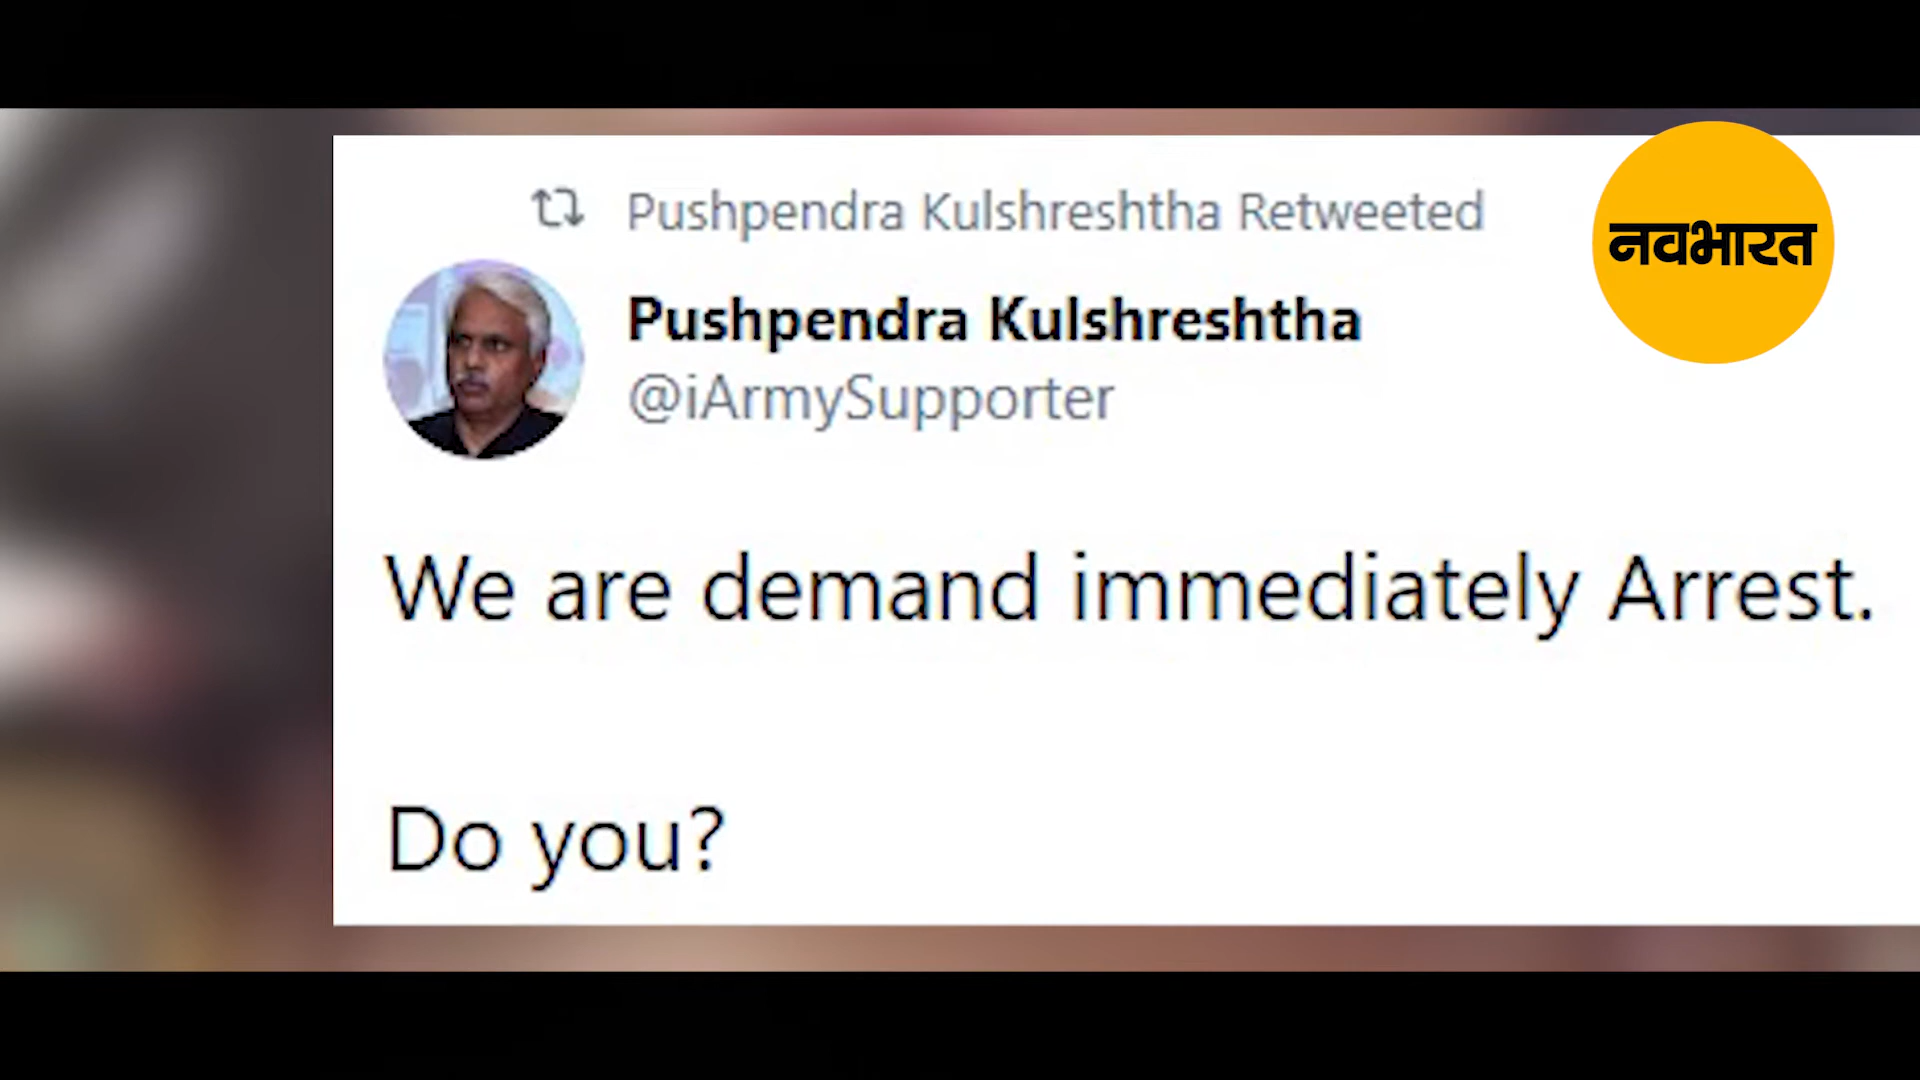 Pushpendra Kulshreshtha Retweeted
नवभारत
Pushpendra Kulshreshtha
@iArmySupporter
We are demand immediately Arrest.
Do you?